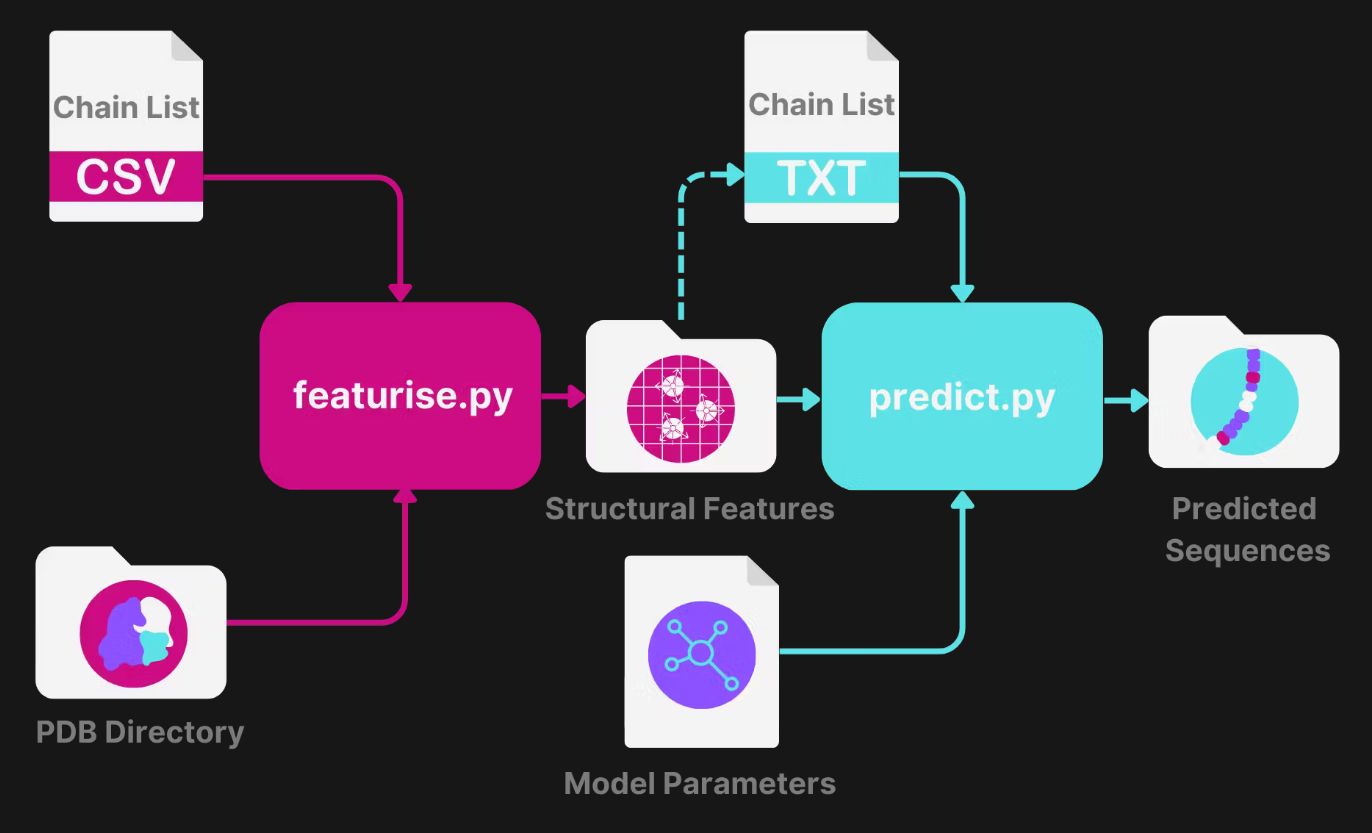 Chain List
CSV
Chain List
TXT
featurise.py
predict.py
Structural Features
Predicted
Sequences
PDB Directory
Model Parameters